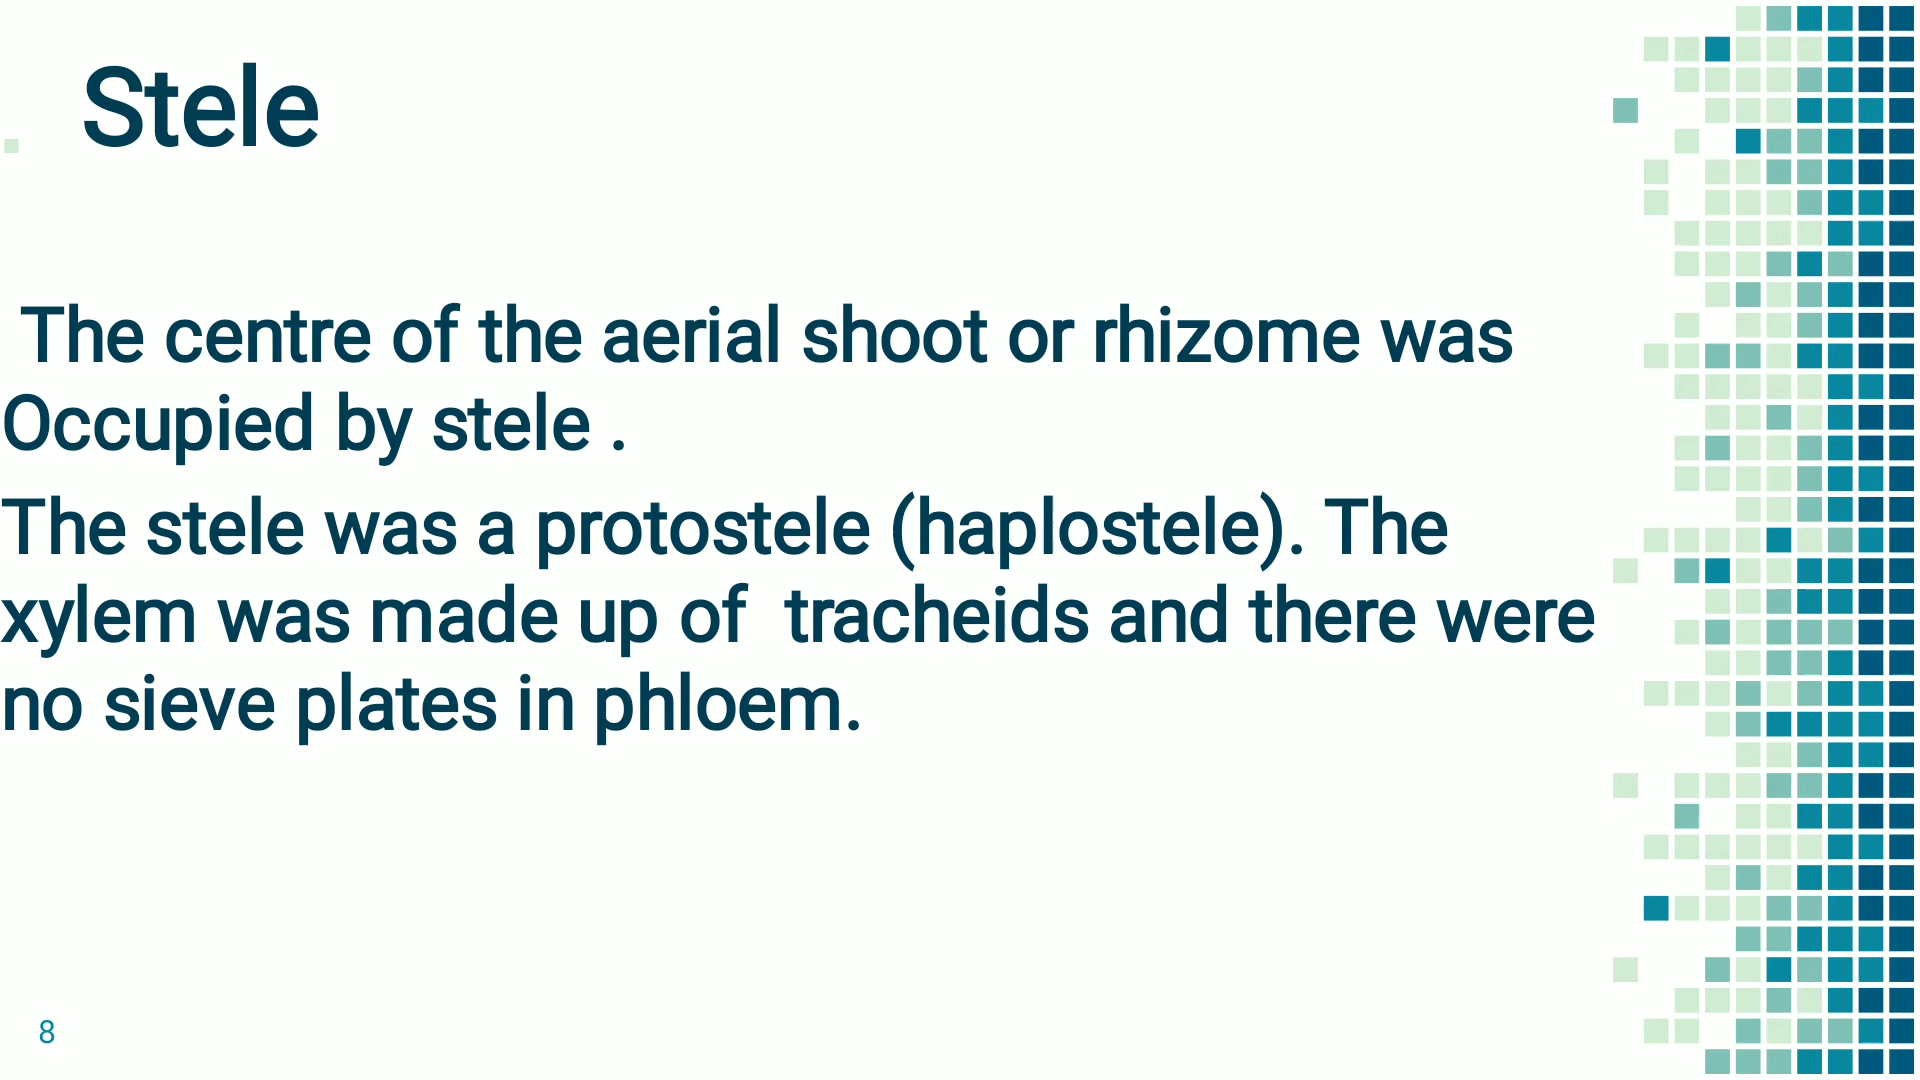 Stele
The centre of the aerial shoot or rhizome was
Occupied by stele .
The stele was a protostele (haplostele). The
xylem was made up of  tracheids and there were
no sieve plates in phloem.
8